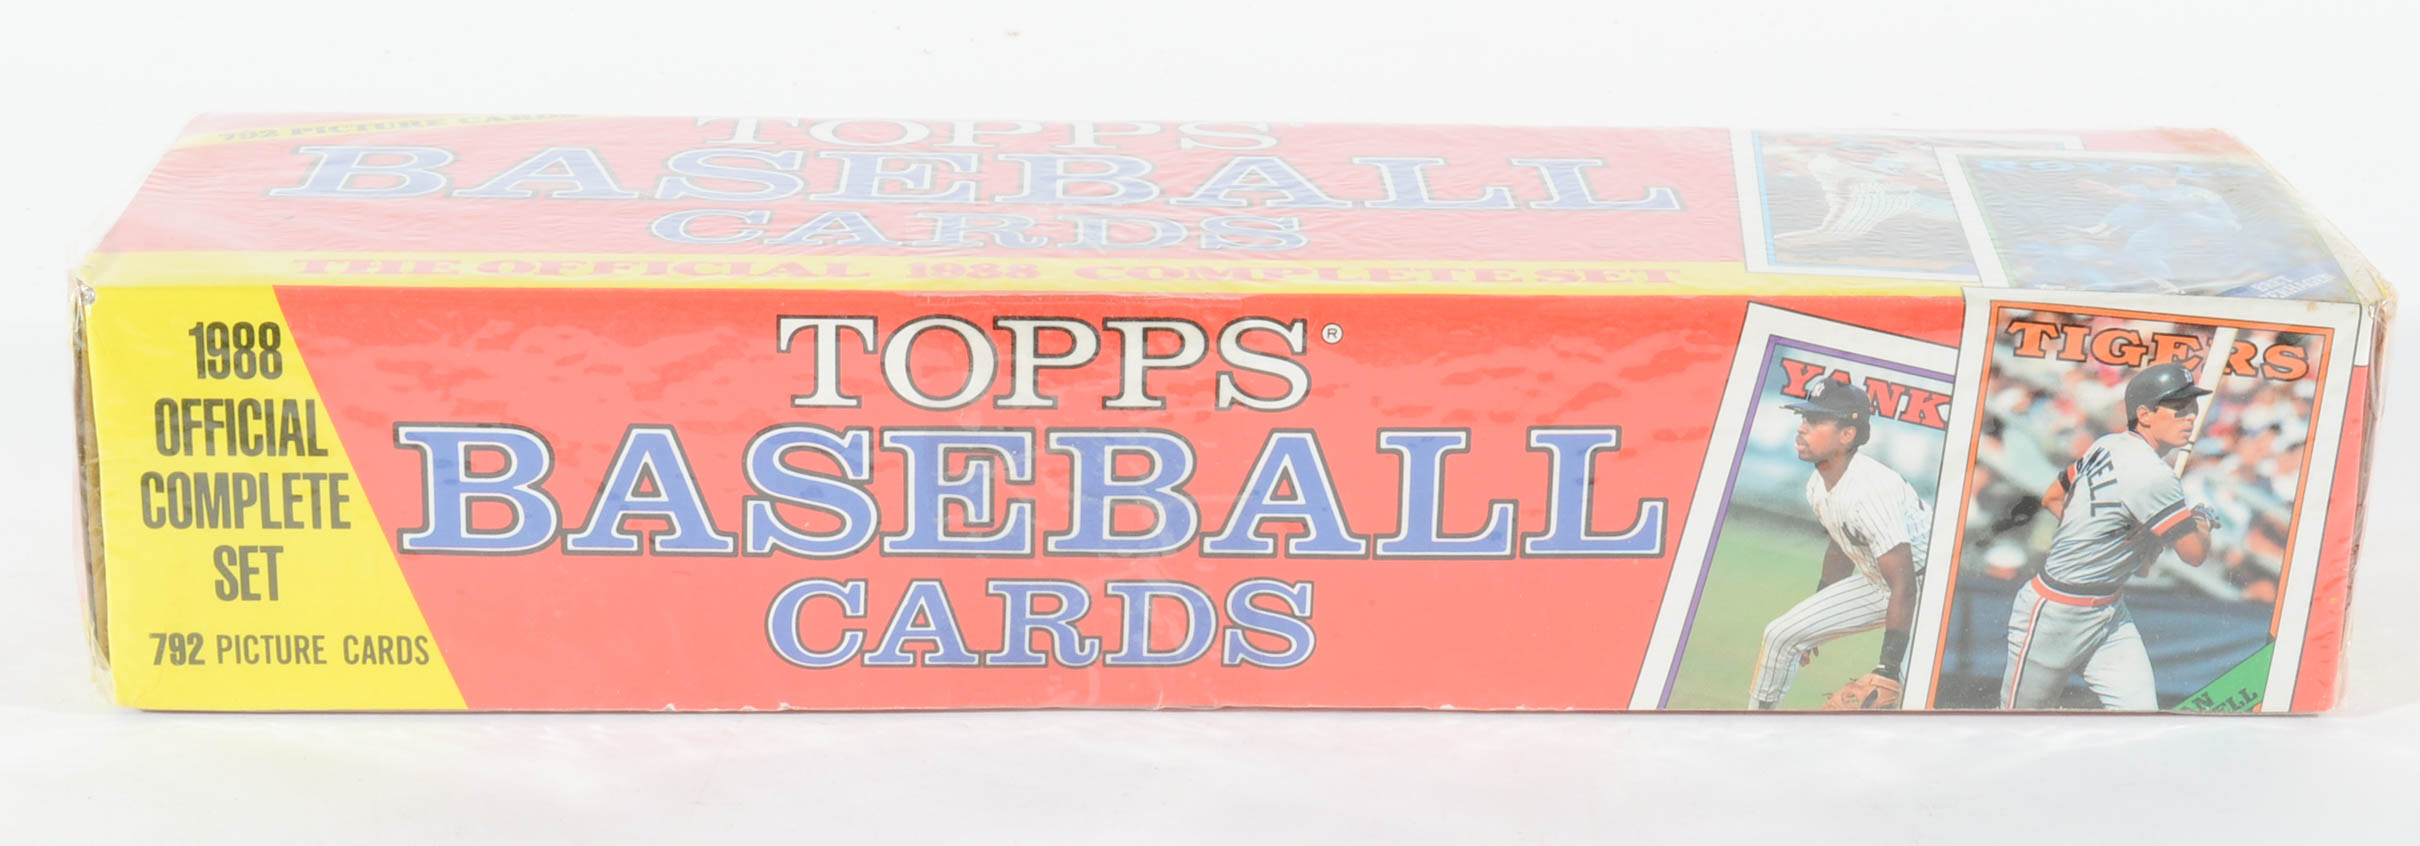 792 PICTURE CARDS
TOPPS
BASEBALL
CARDS
THE OFFICIAL 1988 COMPLETE SET
1988
OFFICIAL
COMPLETE
SET
792 PICTURE CARDS
TOPPS®
BASEBALL
CARDS
YANK
TIGERS